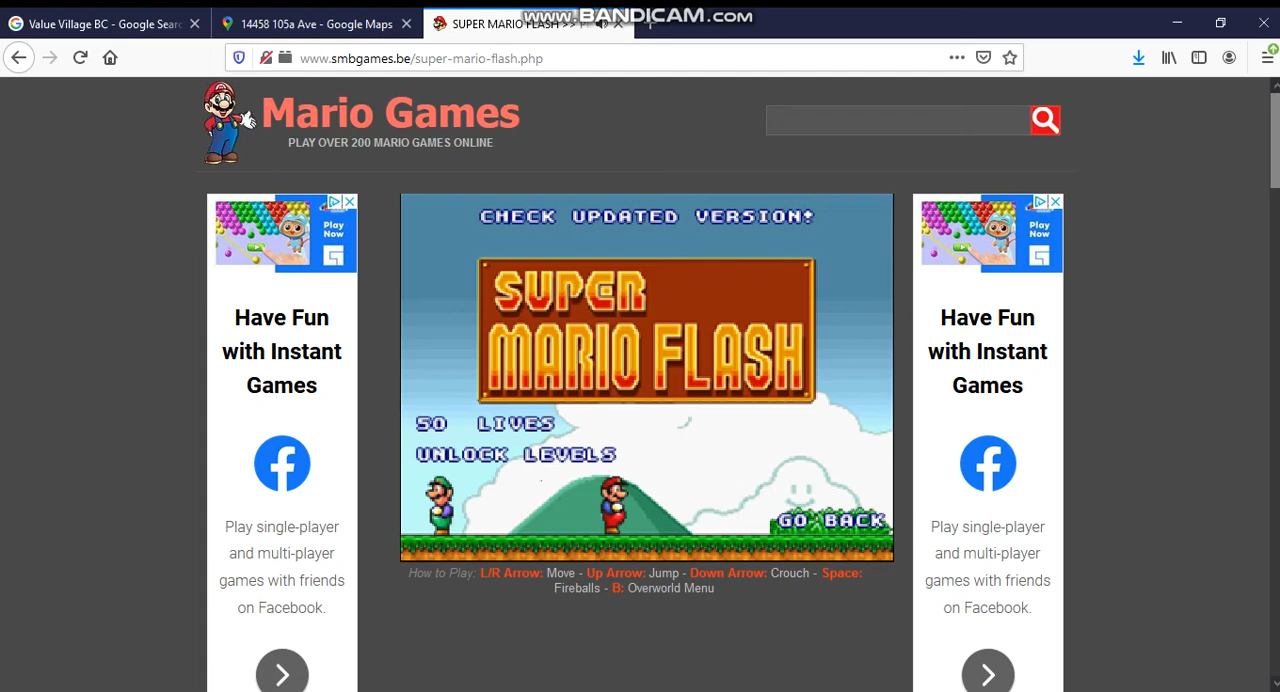 www.BANDICAM.com
Value Village BC - Google Searc
14458 105a Ave - Google Maps
SUPER MARIO FLASH >>
www.smbgames.be/super-mario-flash.php
Mario Games
PLAY OVER 200 MARIO GAMES ONLINE
Play
Now
Have Fun
with Instant
Games
Play single-player
and multi-player
games with friends
on Facebook.
CHECK UPDATED VERSION!
SUPER
MARIO FLASH
50 LIVES
UNLOCK LEVELS
GO BACK
How to Play: L/R Arrow: Move - Up Arrow: Jump - Down Arrow: Crouch - Space:
Fireballs - B: Overworld Menu
Play
Now
Have Fun
with Instant
Games
Play single-player
and multi-player
games with friends
on Facebook.